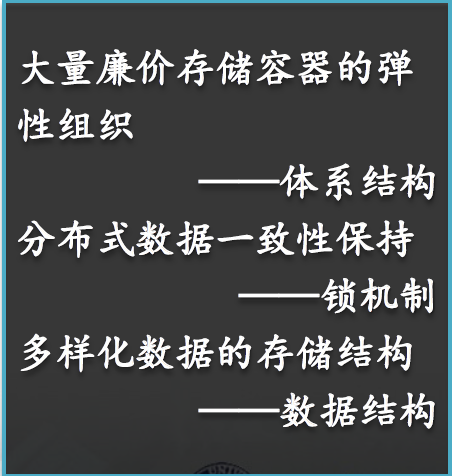 大量廉价存储容器的弹
性组织
——体系结构
分布式数据一致性保持
——锁机制
多样化数据的存储结构
——数据结构